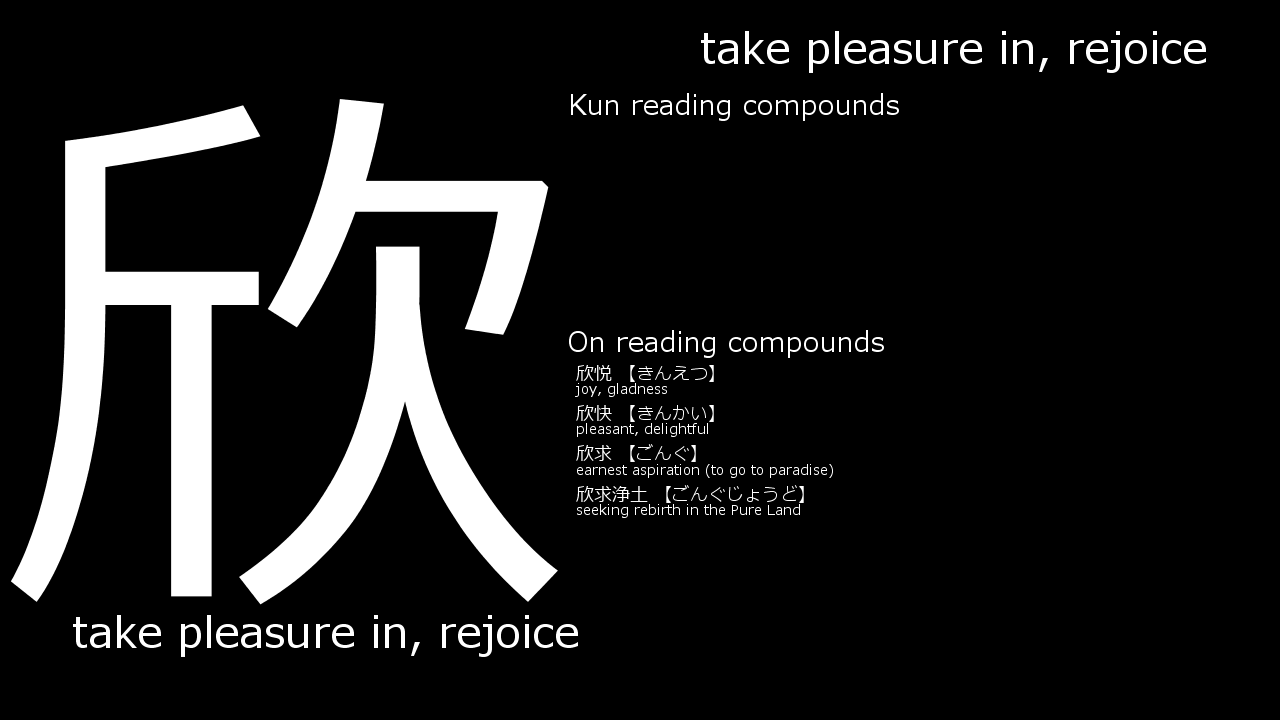 take pleasure in, rejoice
Kun reading compounds
欣
On reading compounds
欣悦 【きんえつ】
joy, gladness
欣快 【きんかい】
pleasant, delightful
欣求 【ごんぐ】
earnest aspiration (to go to paradise)
欣求浄土 【ごんぐじょうど】
seeking rebirth in the Pure Land
take pleasure in, rejoice